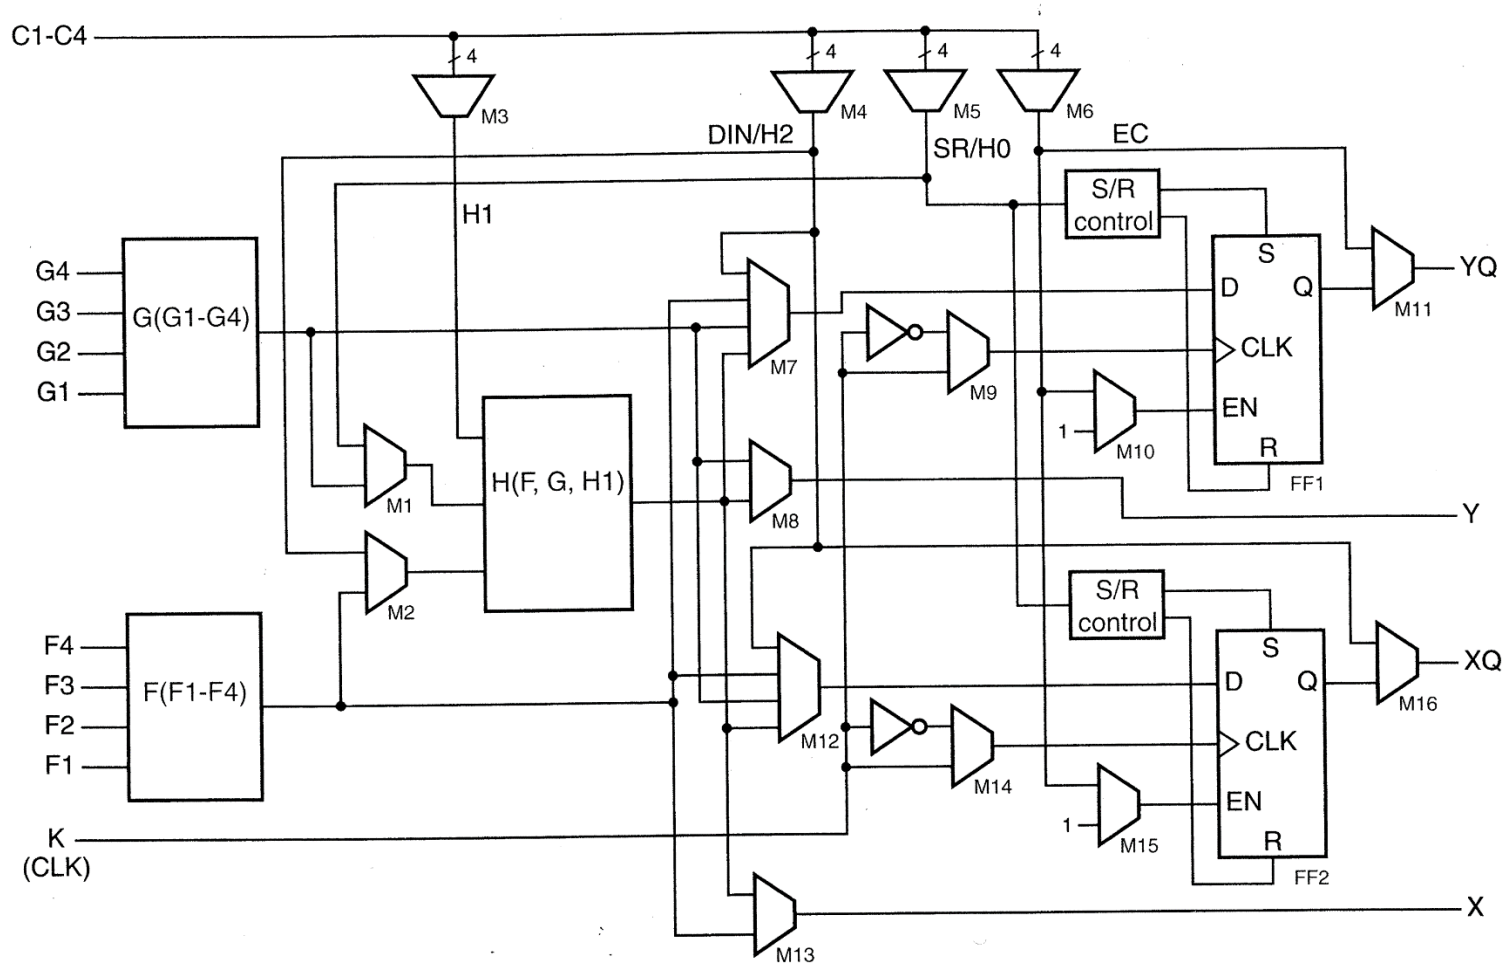 C1-C4
4
4
4
4
M3
M4
M5
M6
DIN/H2
SR/H0
EC
H1
S/R
control
G4
G3
G2
G1
G(G1-G4)
S
D
Q
CLK
EN
R
FF1
M11
YQ
M7
M9
1
M10
M1
H(F, G, H1)
M8
Y
M2
S/R
control
F4
F3
F2
F1
F(F1-F4)
S
D
Q
CLK
EN
R
FF2
M16
XQ
M12
M14
1
M15
K
(CLK)
M13
X